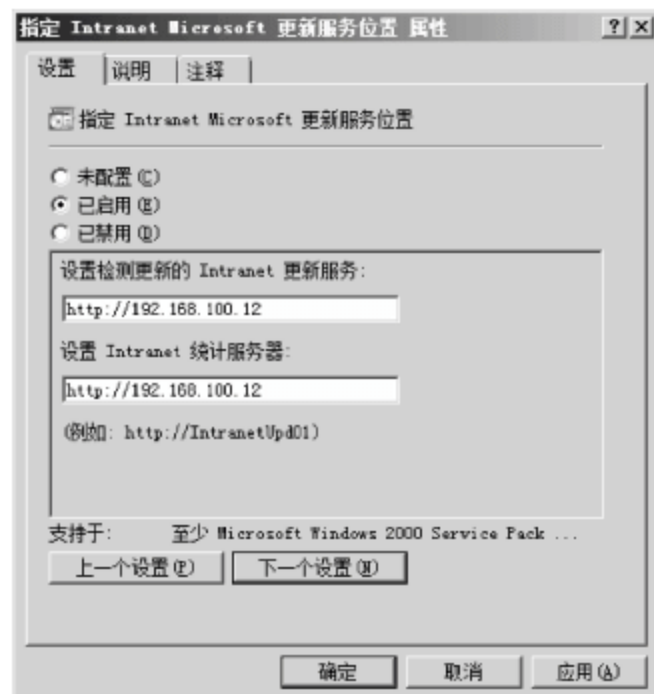 指定 Intranet Microsoft 更新服务位置 属性
设置 说明 注释
指定 Intranet Microsoft 更新服务位置
未配置(C)
已启用(E)
已禁用(D)
设置检测更新的 Intranet 更新服务:
http://192.168.100.12
设置 Intranet 统计服务器:
http://192.168.100.12
(例如: http://IntranetUpd01)
支持于: 至少 Microsoft Windows 2000 Service Pack ...
上一个设置(P) 下一个设置(N)
确定 取消 应用(A)